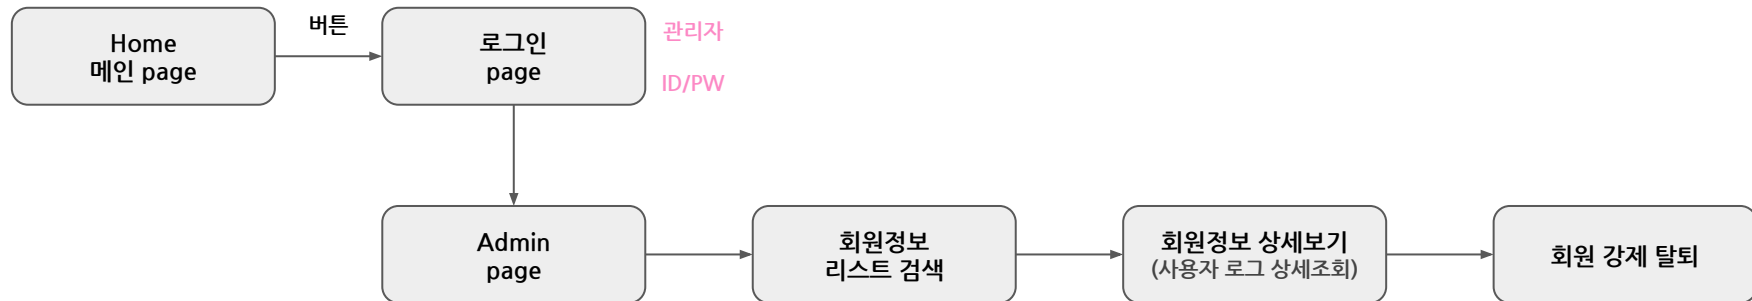 Home
메인 page
버튼
로그인
page
관리자
ID/PW
Admin
page
회원정보
리스트 검색
회원정보 상세보기
(사용자 로그 상세조회)
회원 강제 탈퇴